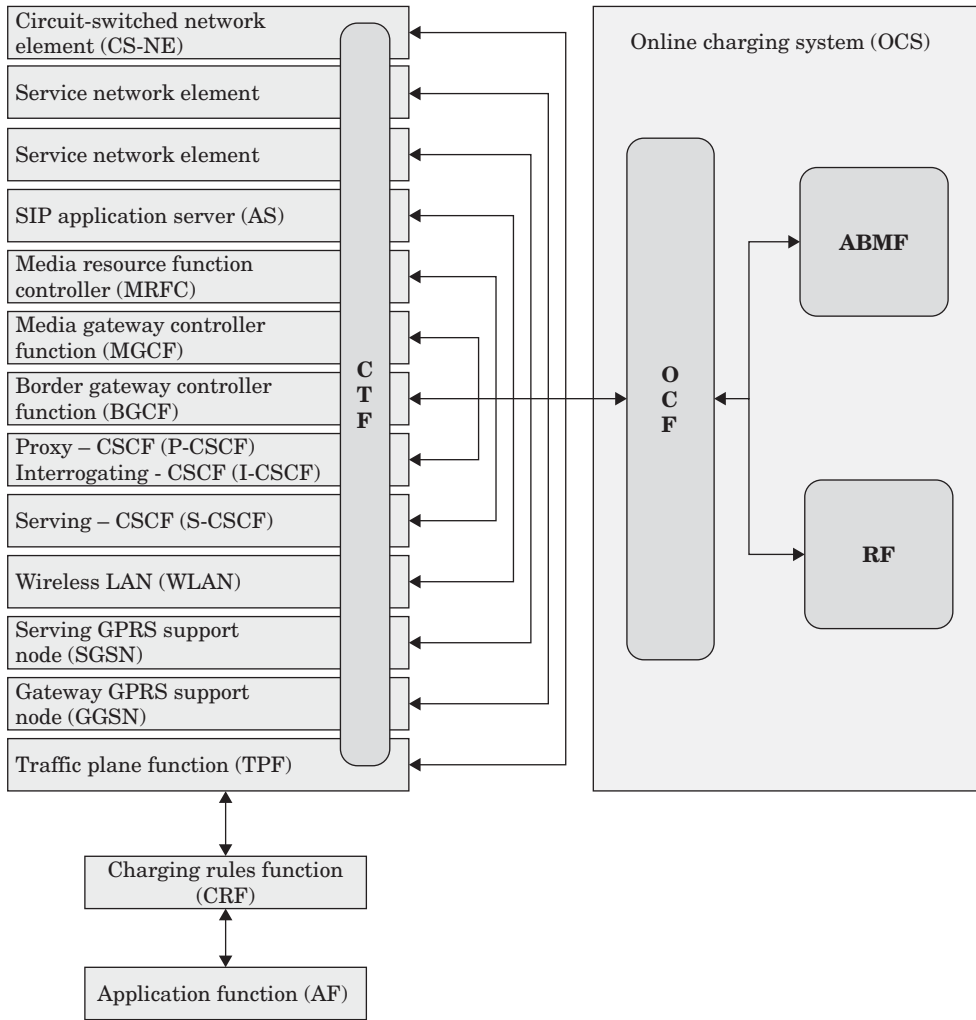 Circuit-switched network
element (CS-NE)
Service network element
Service network element
SIP application server (AS)
Media resource function
controller (MRFC)
Media gateway controller
function (MGCF)
Border gateway controller
function (BGCF)
Proxy – CSCF (P-CSCF)
Interrogating - CSCF (I-CSCF)
Serving – CSCF (S-CSCF)
Wireless LAN (WLAN)
Serving GPRS support
node (SGSN)
Gateway GPRS support
node (GGSN)
Traffic plane function (TPF)
C
T
F
Charging rules function
(CRF)
Application function (AF)
Online charging system (OCS)
O
C
F
ABMF
RF